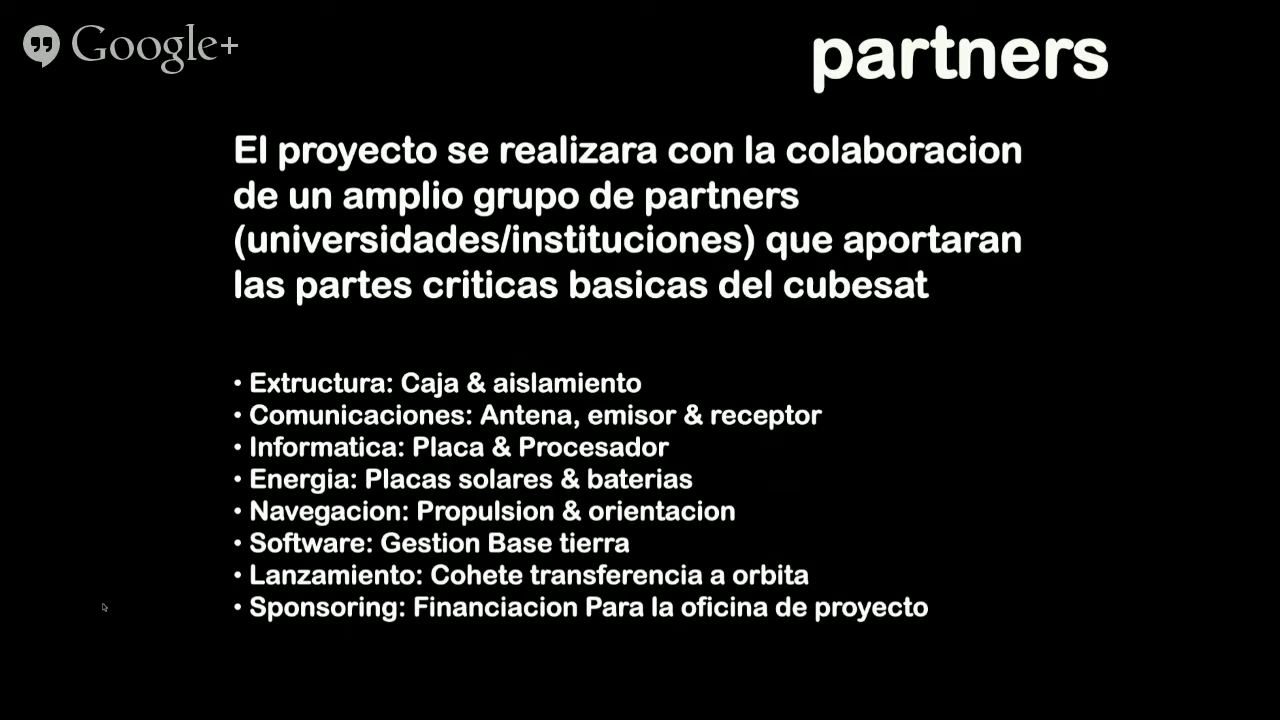 Google+
partners
El proyecto se realizara con la colaboracion
de un amplio grupo de partners
(universidades/instituciones) que aportaran
las partes criticas basicas del cubesat
• Extructura: Caja & aislamiento
• Comunicaciones: Antena, emisor & receptor
• Informatica: Placa & Procesador
• Energia: Placas solares & baterias
• Navegacion: Propulsion & orientacion
• Software: Gestion Base tierra
• Lanzamiento: Cohete transferencia a orbita
• Sponsoring: Financiacion Para la oficina de proyecto